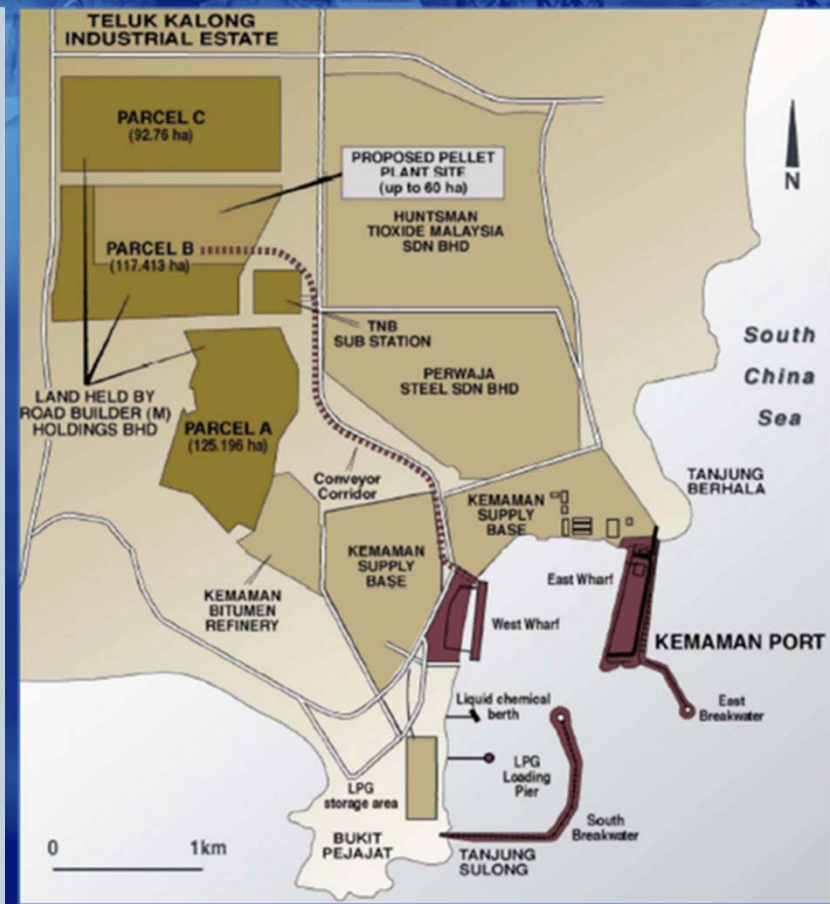 TELUK KALONG
INDUSTRIAL ESTATE
PARCEL C
(92.76 ha)
PROPOSED PELLET
PLANT SITE
(up to 60 ha)
N
HUNTSMAN
TIOXIDE MALAYSIA
SDN BHD
PARCEL B
(117.413 ha)
TNB
SUB STATION
South
China
Sea
PERWAJA
STEEL SDN BHD
LAND HELD BY
ROAD BUILDER (M)
HOLDINGS BHD
PARCEL A
(125.196 ha)
Conveyor
Corridor
TANJUNG
BERHALA
KEMAMAN
SUPPLY
BASE
KEMAMAN
SUPPLY
BASE
East Wharf
KEMAMAN
BITUMEN
REFINERY
West Wharf
KEMAMAN PORT
Liquid chemical
berth
East
Breakwater
LPG
Loading
Pier
LPG
storage area
South
Breakwater
BUKIT
PEJAJAT
TANJUNG
SULONG
0 1km